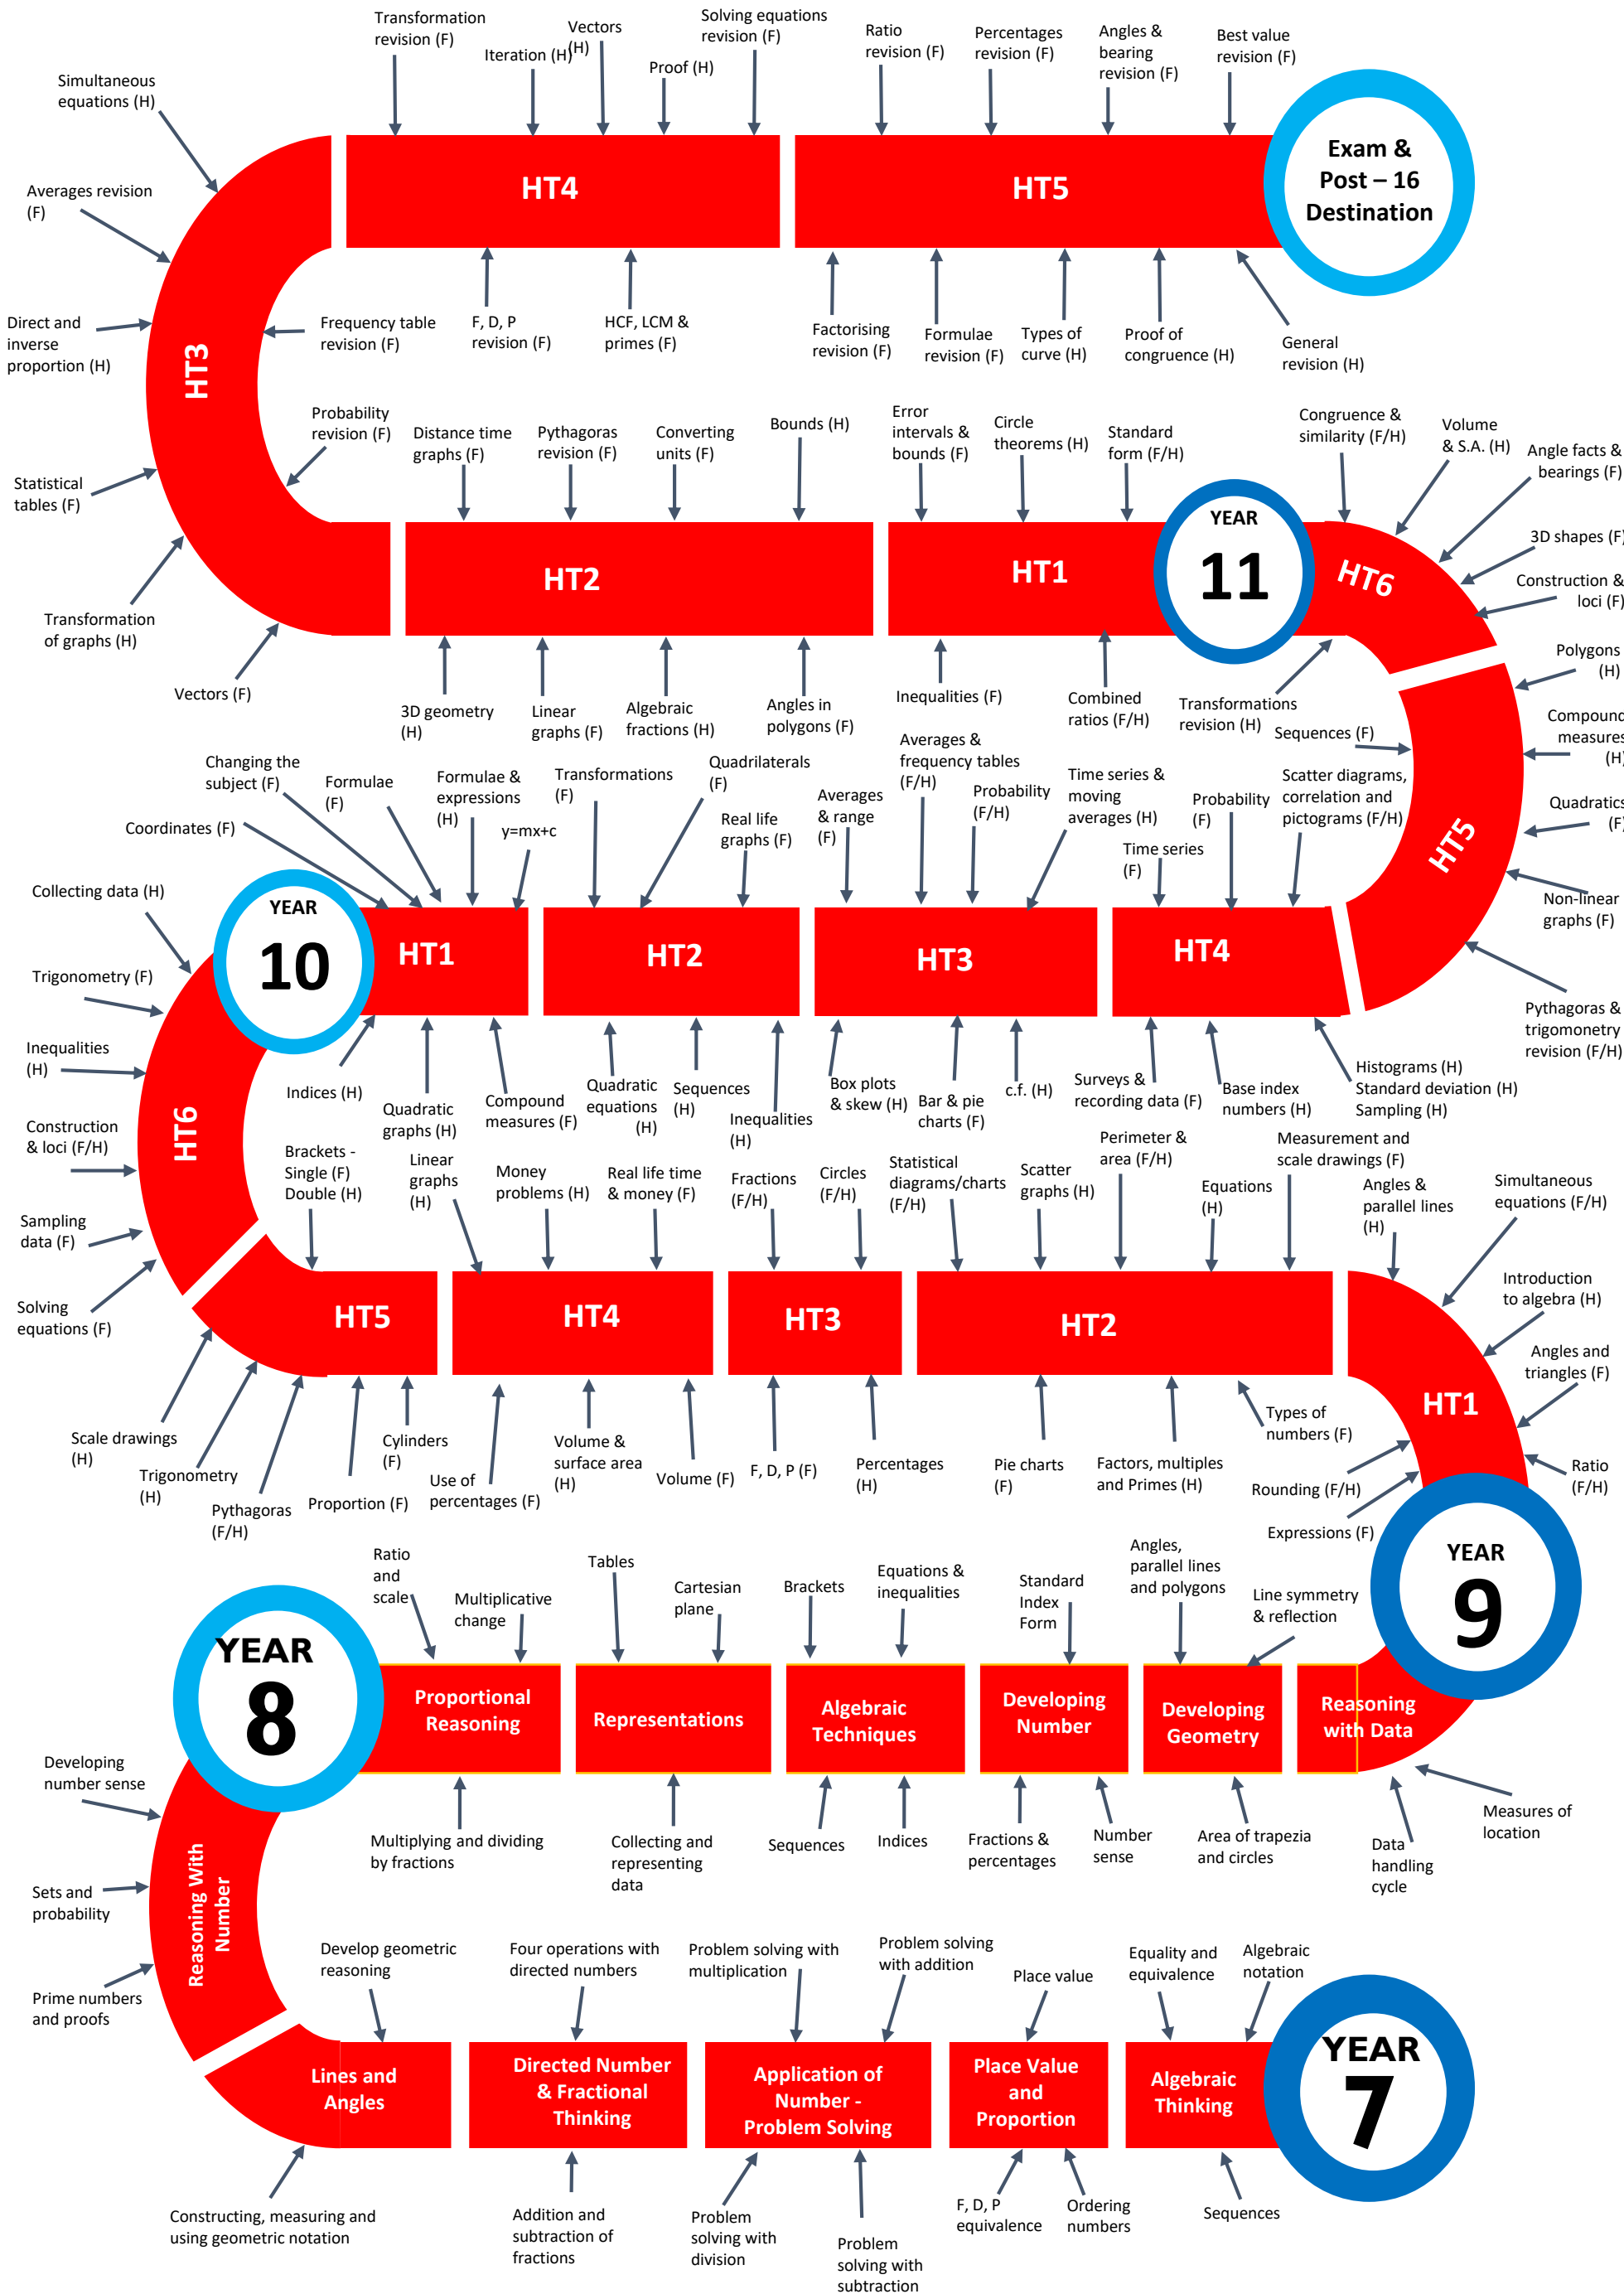 Transformation
revision (F)
Iteration (H)
Vectors
(H)
Proof (H)
Solving equations
revision (F)
Ratio
revision (F)
Percentages
revision (F)
Angles &
bearing
revision (F)
Best value
revision (F)
Simultaneous
equations (H)
Averages revision
(F)
Direct and
inverse
proportion (H)
Statistical
tables (F)
Transformation
of graphs (H)
Vectors (F)
HT3
HT4
HT5
Exam &
Post – 16
Destination
Frequency table
revision (F)
F, D, P
revision (F)
HCF, LCM &
primes (F)
Factorising
revision (F)
Formulae
revision (F)
Types of
curve (H)
Proof of
congruence (H)
General
revision (H)
Probability
revision (F)
Distance time
graphs (F)
Pythagoras
revision (F)
Converting
units (F)
Bounds (H)
Error
intervals &
bounds (F)
Circle
theorems (H)
Standard
form (F/H)
Congruence &
similarity (F/H)
Volume
& S.A. (H)
Angle facts &
bearings (F)
3D shapes (F)
Construction &
loci (F)
HT2
HT1
YEAR
11
HT6
3D geometry
(H)
Linear
graphs (F)
Algebraic
fractions (H)
Angles in
polygons (F)
Inequalities (F)
Combined
ratios (F/H)
Transformations
revision (H)
Sequences (F)
Polygons
(H)
Compound
measures
(H)
Quadratics
(F)
Non-linear
graphs (F)
Pythagoras &
trigomometry
revision (F/H)
HT5
Changing the
subject (F)
Coordinates (F)
Formulae
(F)
Formulae &
expressions
(H)
y=mx+c
Transformations
(F)
Quadrilaterals
(F)
Real life
graphs (F)
Averages
& range
(F)
Averages &
frequency tables
(F/H)
Probability
(F/H)
Time series &
moving
averages (H)
Time series
(F)
Probability
(F)
Scatter diagrams,
correlation and
pictograms (F/H)
YEAR
10
HT1
HT2
HT3
HT4
Collecting data (H)
Trigonometry (F)
Inequalities
(H)
Construction
& loci (F/H)
Sampling
data (F)
Solving
equations (F)
HT6
Indices (H)
Quadratic
graphs (H)
Compound
measures (F)
Quadratic
equations
(H)
Sequences
(H)
Inequalities
(H)
Box plots
& skew (H)
Bar & pie
charts (F)
c.f. (H)
Surveys &
recording data (F)
Base index
numbers (H)
Histograms (H)
Standard deviation (H)
Sampling (H)
Brackets -
Single (F)
Double (H)
Linear
graphs
(H)
Money
problems (H)
Real life time
& money (F)
Fractions
(F/H)
Circles
(F/H)
Statistical
diagrams/charts
(F/H)
Scatter
graphs (H)
Perimeter &
area (F/H)
Equations
(H)
Measurement and
scale drawings (F)
Angles &
parallel lines
(H)
Simultaneous
equations (F/H)
Introduction
to algebra (H)
Angles and
triangles (F)
Ratio
(F/H)
HT5
HT4
HT3
HT2
HT1
Scale drawings
(H)
Trigonometry
(H)
Pythagoras
(F/H)
Proportion (F)
Cylinders
(F)
Use of
percentages (F)
Volume &
surface area
(H)
Volume (F)
F, D, P (F)
Percentages
(H)
Pie charts
(F)
Factors, multiples
and Primes (H)
Types of
numbers (F)
Rounding (F/H)
Expressions (F)
YEAR
9
Ratio
and
scale
Multiplicative
change
Tables
Cartesian
plane
Brackets
Equations &
inequalities
Standard
Index
Form
Angles,
parallel lines
and polygons
Line symmetry
& reflection
YEAR
8
Proportional
Reasoning
Representations
Algebraic
Techniques
Developing
Number
Developing
Geometry
Reasoning
with Data
Multiplying and dividing
by fractions
Collecting and
representing
data
Sequences
Indices
Fractions &
percentages
Number
sense
Area of trapezia
and circles
Data
handling
cycle
Measures of
location
Developing
number sense
Sets and
probability
Prime numbers
and proofs
Reasoning With
Number
Develop geometric
reasoning
Four operations with
directed numbers
Problem solving with
multiplication
Problem solving
with addition
Place value
Equality and
equivalence
Algebraic
notation
Lines and
Angles
Directed Number
& Fractional
Thinking
Application of
Number -
Problem Solving
Place Value
and
Proportion
Algebraic
Thinking
YEAR
7
Constructing, measuring and
using geometric notation
Addition and
subtraction of
fractions
Problem
solving with
division
Problem
solving with
subtraction
F, D, P
equivalence
Ordering
numbers
Sequences